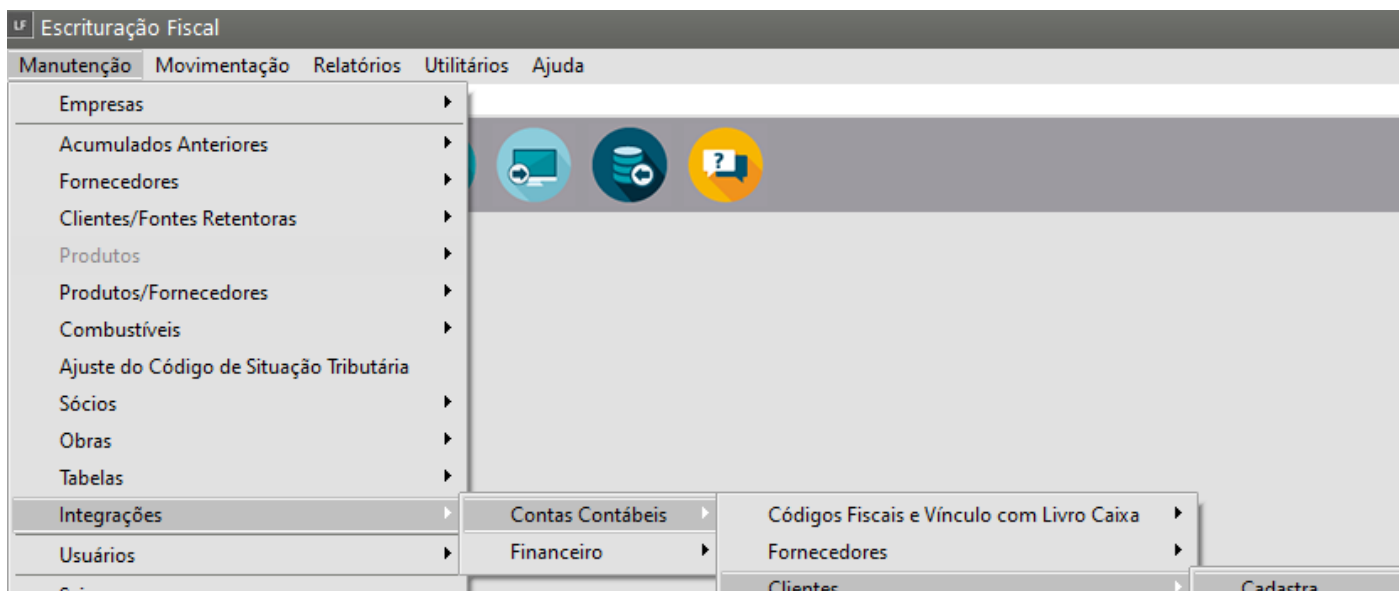 LF Escrituração Fiscal
Manutenção Movimentação Relatórios Utilitários Ajuda
Empresas
Acumulados Anteriores
Fornecedores
Clientes/Fontes Retentoras
?
Produtos
Produtos/Fornecedores
Combustíveis
Ajuste do Código de Situação Tributária
Sócios
Obras
Tabelas
Integrações
Contas Contábeis
Códigos Fiscais e Vínculo com Livro Caixa
Usuários
Financeiro
Fornecedores
Clientes
Cadastra